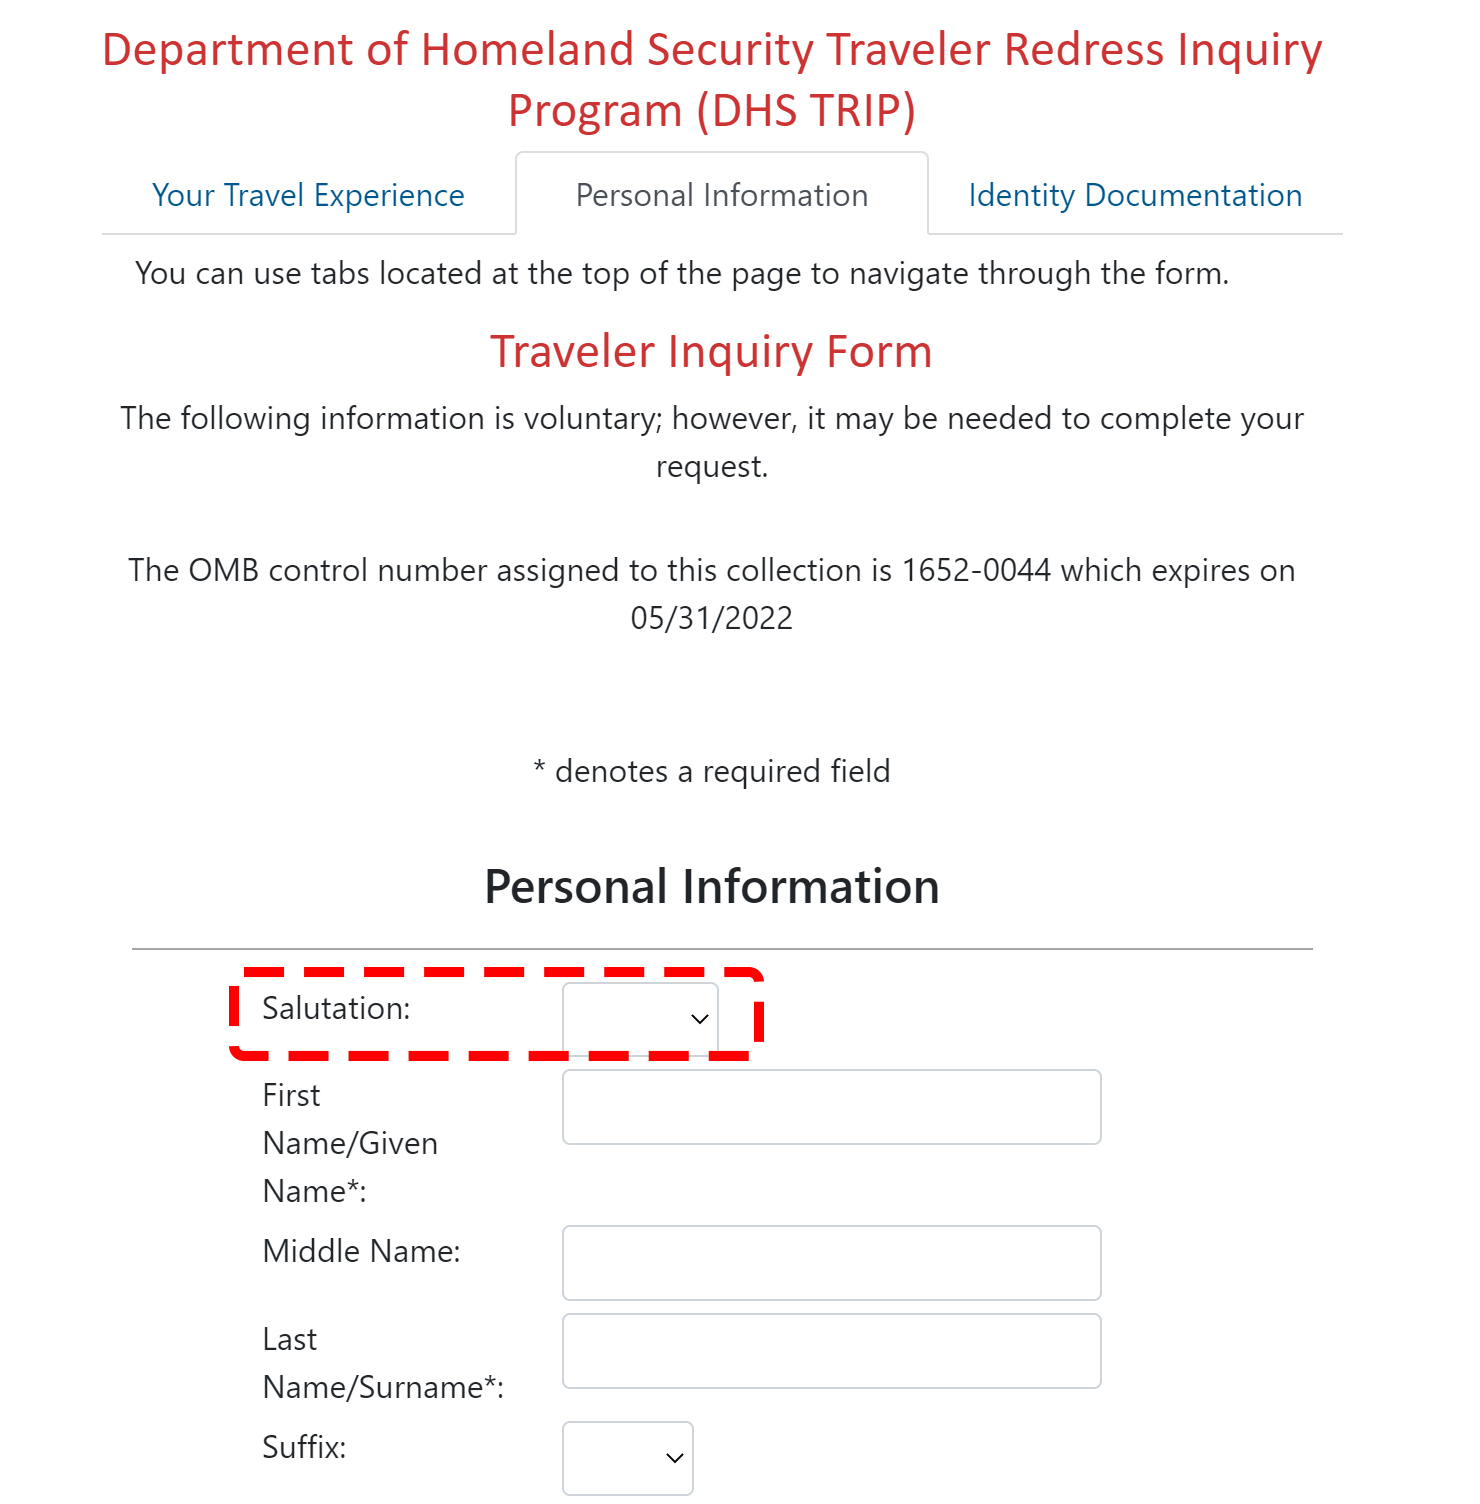 Department of Homeland Security Traveler Redress Inquiry
Program (DHS TRIP)
Your Travel Experience
Personal Information
Identity Documentation
You can use tabs located at the top of the page to navigate through the form.
Traveler Inquiry Form
The following information is voluntary; however, it may be needed to complete your
request.
The OMB control number assigned to this collection is 1652-0044 which expires on
05/31/2022
* denotes a required field
Personal Information
Salutation:
First
Name/Given
Name*:
Middle Name:
Last
Name/Surname*:
Suffix: